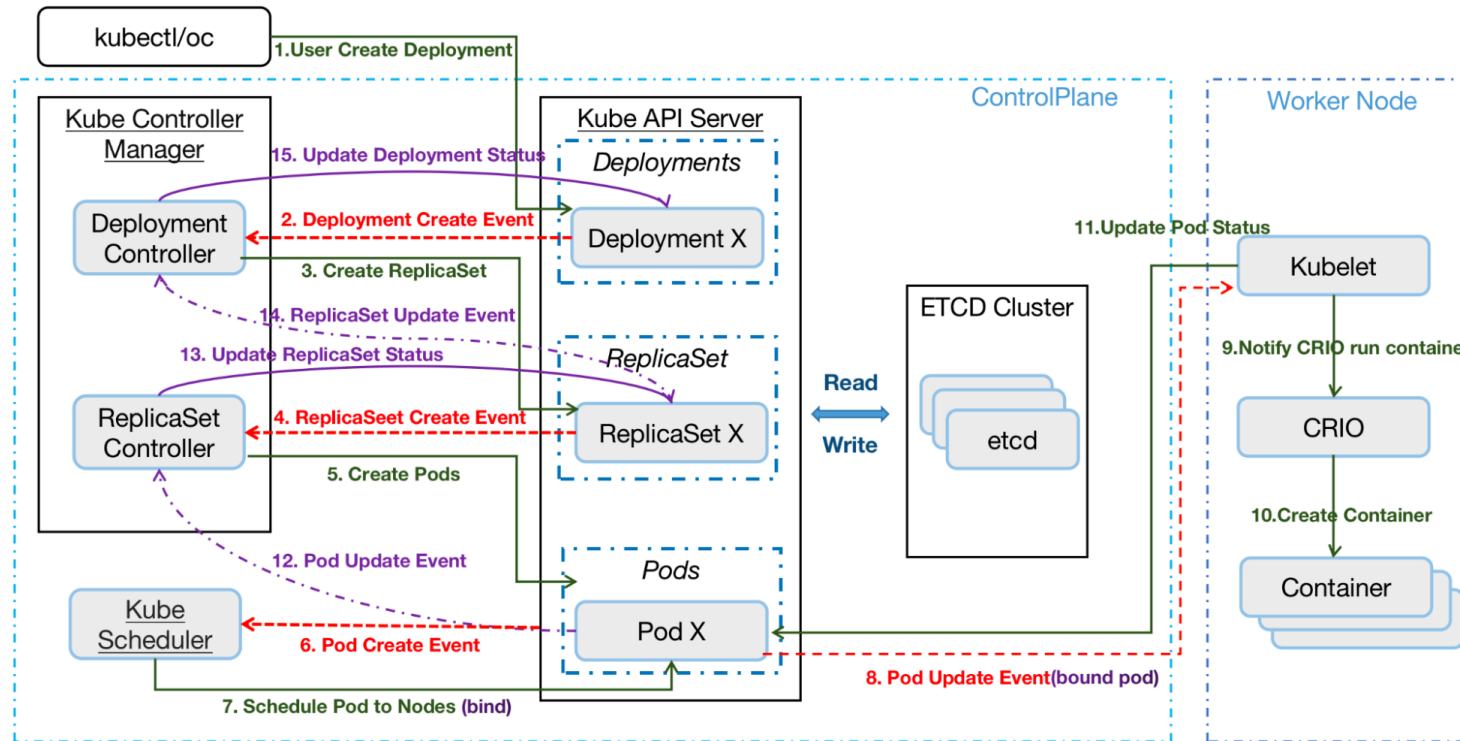 kubectl/oc
1.User Create Deployment
ControlPlane
Worker Node
Kube Controller
Manager
Kube API Server
15. Update Deployment Status
Deployments
Deployment
Controller
2. Deployment Create Event
Deployment X
3. Create ReplicaSet
11.Update Pod Status
Kubelet
14. ReplicaSet Update Event
13. Update ReplicaSet Status
ReplicaSet
ETCD Cluster
9.Notify CRIO run containe
Read
Write
ReplicaSet
Controller
4. ReplicaSeet Create Event
ReplicaSet X
etcd
CRIO
5. Create Pods
10.Create Container
12. Pod Update Event
Pods
Container
Kube
Scheduler
6. Pod Create Event
Pod X
8. Pod Update Event(bound pod)
7. Schedule Pod to Nodes (bind)